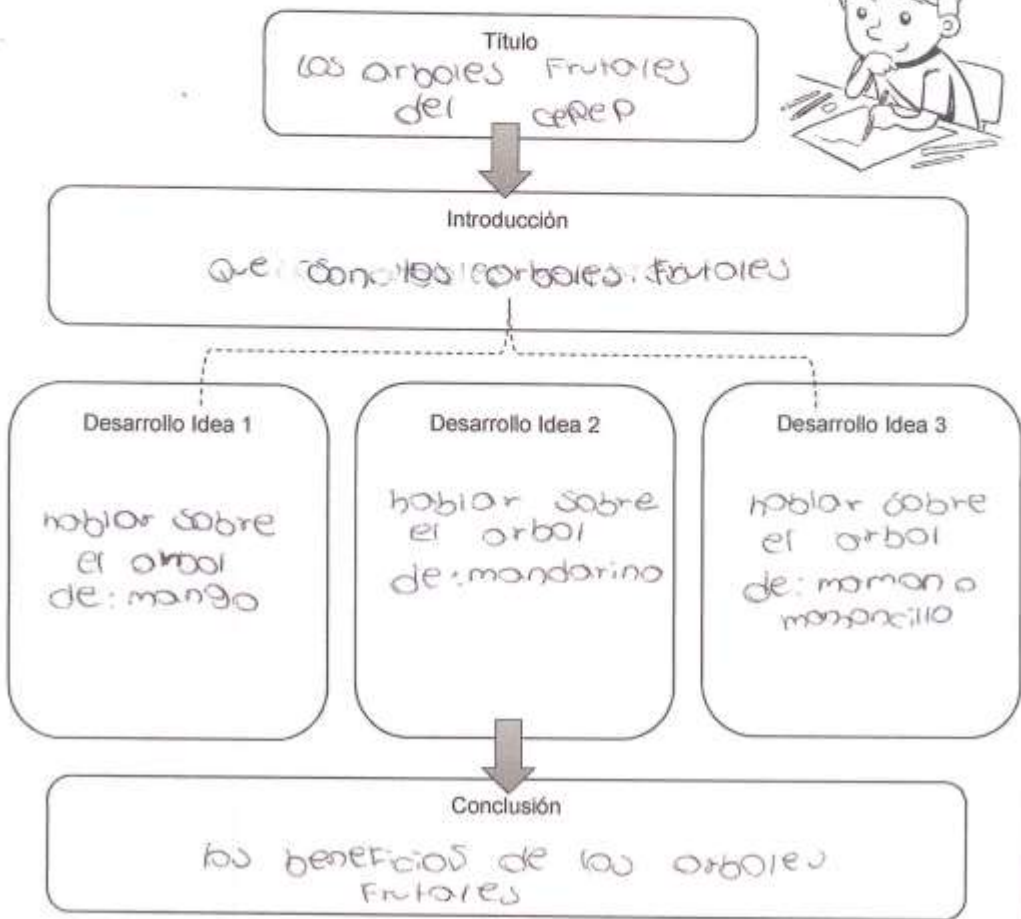 Título
los arboles Frutales
del cerep
Introducción
Que son los arboles frutales
Desarrollo Idea 1
hablar sobre
el arbol
de: mango
Desarrollo Idea 2
hablar sobre
el arbol
de: mandarino
Desarrollo Idea 3
hablar sobre
el arbol
de: mamon o
mamoncillo
Conclusión
los beneficios de los arboles
Frutales